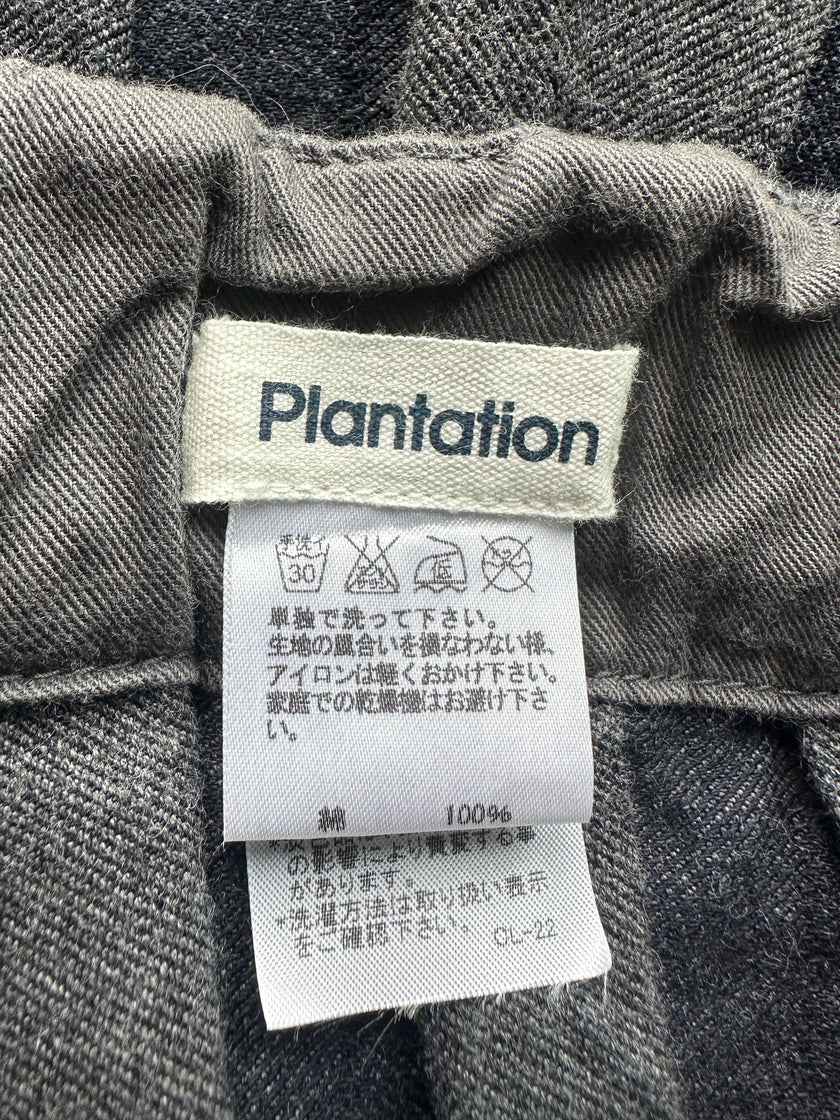 Plantation
手洗イ
30
低
単独で洗って下さい。
生地の風合いを損なわない様、
アイロンは軽くおかけ下さい。
家庭での乾燥機はお避け下さ
い。
綿 100%
の影響により異変する事
があります。
*洗濯方法は取り扱い表示
をご確認下さい。 CL-22